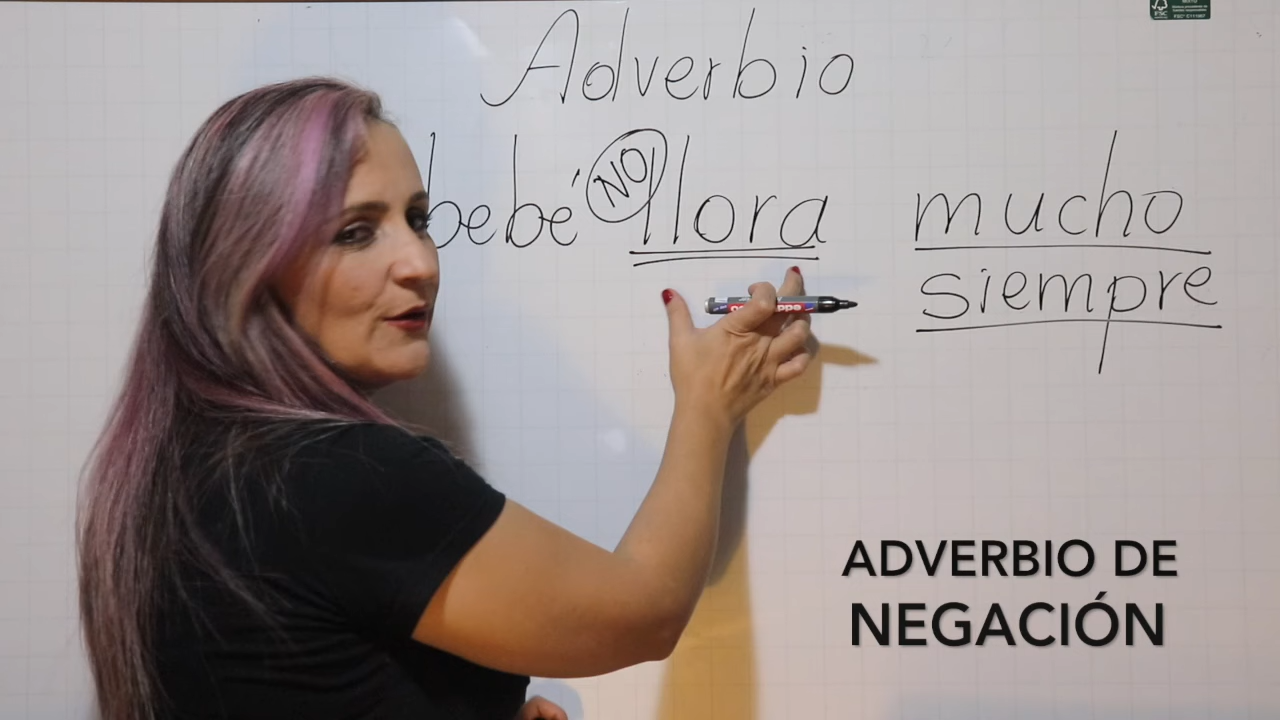 Adverbio
bebé NO llora mucho
siempre
ADVERBIO DE
NEGACIÓN